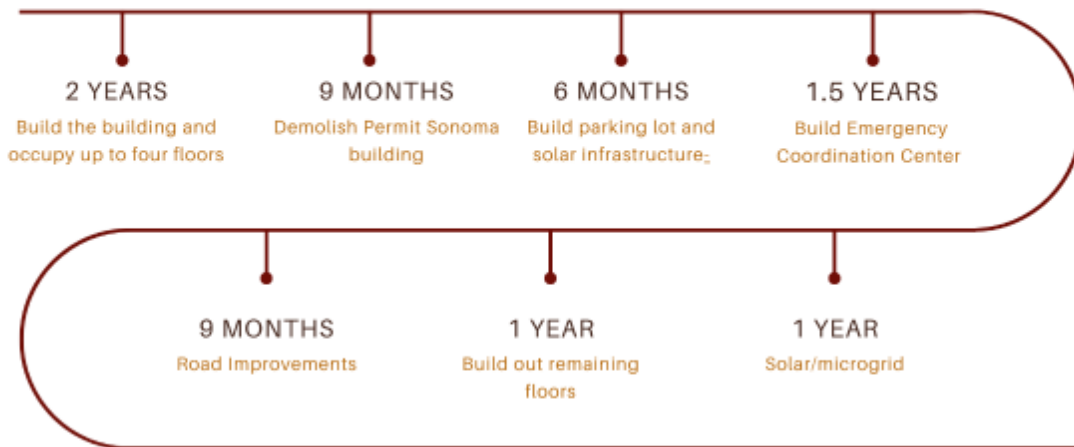 2 YEARS
Build the building and
occupy up to four floors
9 MONTHS
Demolish Permit Sonoma
building
6 MONTHS
Build parking lot and
solar infrastructure-
1.5 YEARS
Build Emergency
Coordination Center
9 MONTHS
Road Improvements
1 YEAR
Build out remaining
floors
1 YEAR
Solar/microgrid